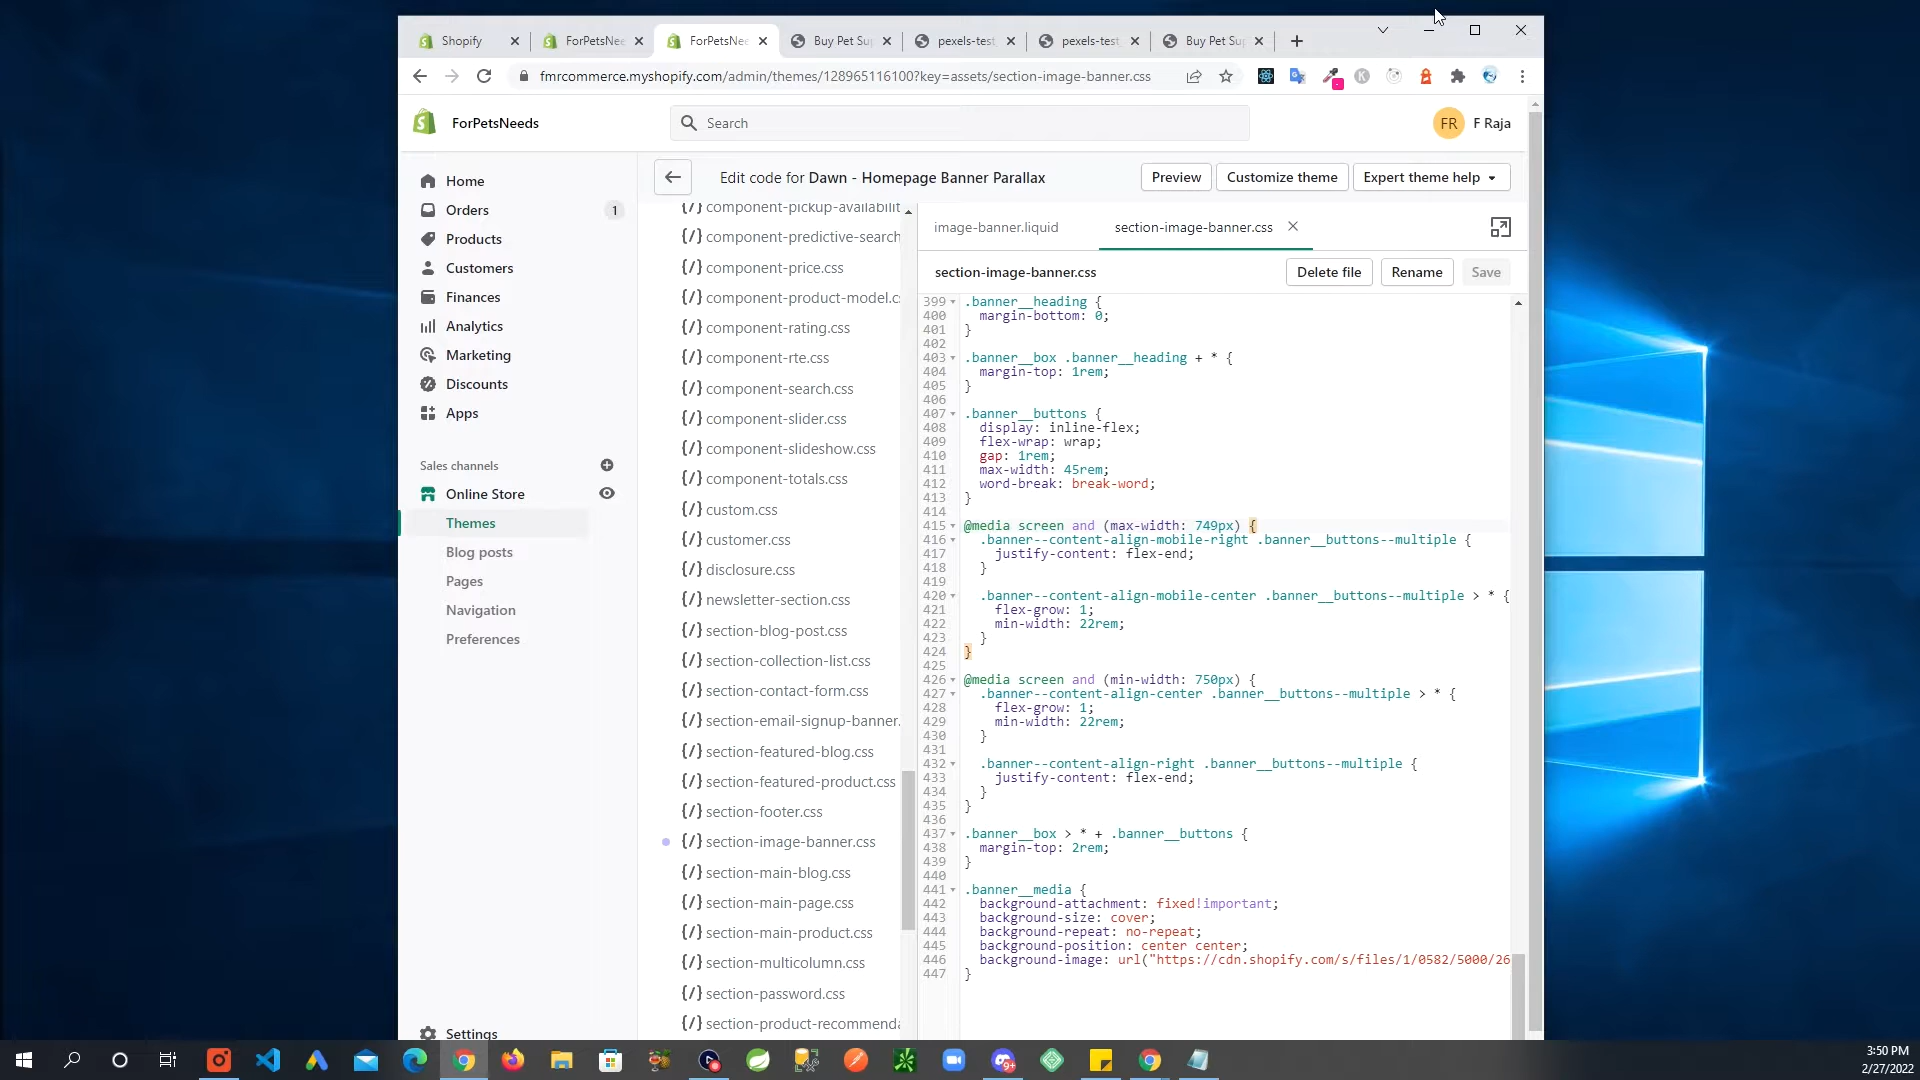 Shopify
ForPetsNee
ForPetsNee
Buy Pet Sup
pexels-test
pexels-test
Buy Pet Sup
fmrcommerce.myshopify.com/admin/themes/128965116100?key=assets/section-image-banner.css
ForPetsNeeds
Search
FR
F Raja
Home
Orders
1
Products
Customers
Finances
Analytics
Marketing
Discounts
Apps
Sales channels
Online Store
Themes
Blog posts
Pages
Navigation
Preferences
Settings
Edit code for Dawn - Homepage Banner Parallax
Preview
Customize theme
Expert theme help
{/} component-pickup-availabilit
{/} component-predictive-search
{/} component-price.css
{/} component-product-model.cs
{/} component-rating.css
{/} component-rte.css
{/} component-search.css
{/} component-slider.css
{/} component-slideshow.css
{/} component-totals.css
{/} custom.css
{/} customer.css
{/} disclosure.css
{/} newsletter-section.css
{/} section-blog-post.css
{/} section-collection-list.css
{/} section-contact-form.css
{/} section-email-signup-banner.
{/} section-featured-blog.css
{/} section-featured-product.css
{/} section-footer.css
{/} section-image-banner.css
{/} section-main-blog.css
{/} section-main-page.css
{/} section-main-product.css
{/} section-multicolumn.css
{/} section-password.css
{/} section-product-recommenda
image-banner.liquid
section-image-banner.css
section-image-banner.css
Delete file
Rename
Save
399 .banner__heading {
400 margin-bottom: 0;
401 }
402
403 .banner__box .banner__heading + * {
404 margin-top: 1rem;
405 }
406
407 .banner__buttons {
408 display: inline-flex;
409 flex-wrap: wrap;
410 gap: 1rem;
411 max-width: 45rem;
412 word-break: break-word;
413 }
414
415 @media screen and (max-width: 749px) {
416 .banner--content-align-mobile-right .banner__buttons--multiple {
417 justify-content: flex-end;
418 }
419
420 .banner--content-align-mobile-center .banner__buttons--multiple > * {
421 flex-grow: 1;
422 min-width: 22rem;
423 }
424 }
425
426 @media screen and (min-width: 750px) {
427 .banner--content-align-center .banner__buttons--multiple > * {
428 flex-grow: 1;
429 min-width: 22rem;
430 }
431
432 .banner--content-align-right .banner__buttons--multiple {
433 justify-content: flex-end;
434 }
435 }
436
437 .banner__box > * + .banner__buttons {
438 margin-top: 2rem;
439 }
440
441 .banner__media {
442 background-attachment: fixed!important;
443 background-size: cover;
444 background-repeat: no-repeat;
445 background-position: center center;
446 background-image: url("https://cdn.shopify.com/s/files/1/0582/5000/26
447 }
3:50 PM
2/27/2022